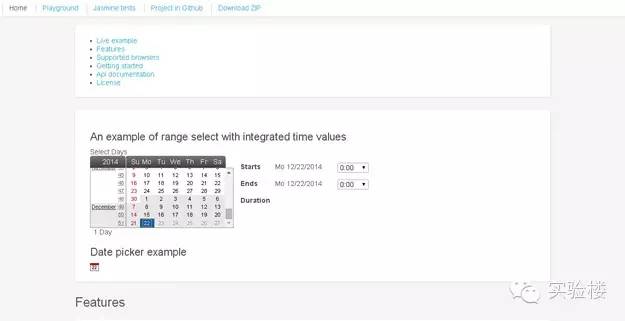 Home Playground Jasmine tests Project in Github Download ZIP
Live example
Features
Supported browsers
Getting started
Api documentation
License
An example of range select with integrated time values
Select Days
2014 Su Mo Tu We Th Fr Sa
45 9 10 11 12 13 14 15
46 16 17 18 19 20 21 22
47 23 24 25 26 27 28 29
48 30 1 2 3 4 5 6
December 49 7 8 9 10 11 12 13
50 14 15 16 17 18 19 20
51 21 22 23 24 25 26 27
1 Day
Starts Mo 12/22/2014 0:00
Ends Mo 12/22/2014 0:00
Duration
Date picker example
22
Features
实验楼